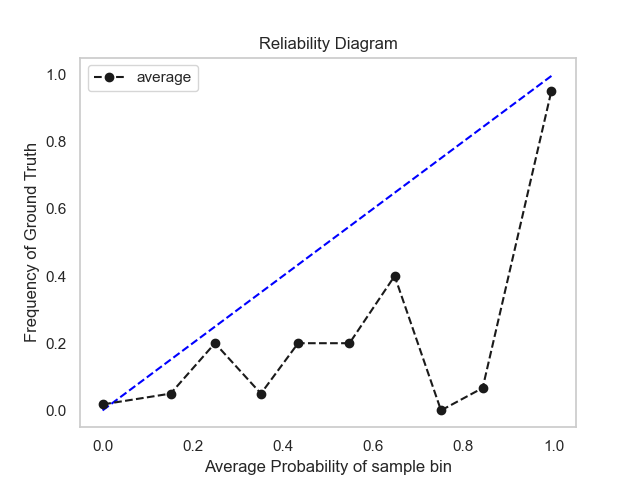 Reliability Diagram
average
Frequency of Ground Truth
1.0
0.8
0.6
0.4
0.2
0.0
0.0 0.2 0.4 0.6 0.8 1.0
Average Probability of sample bin